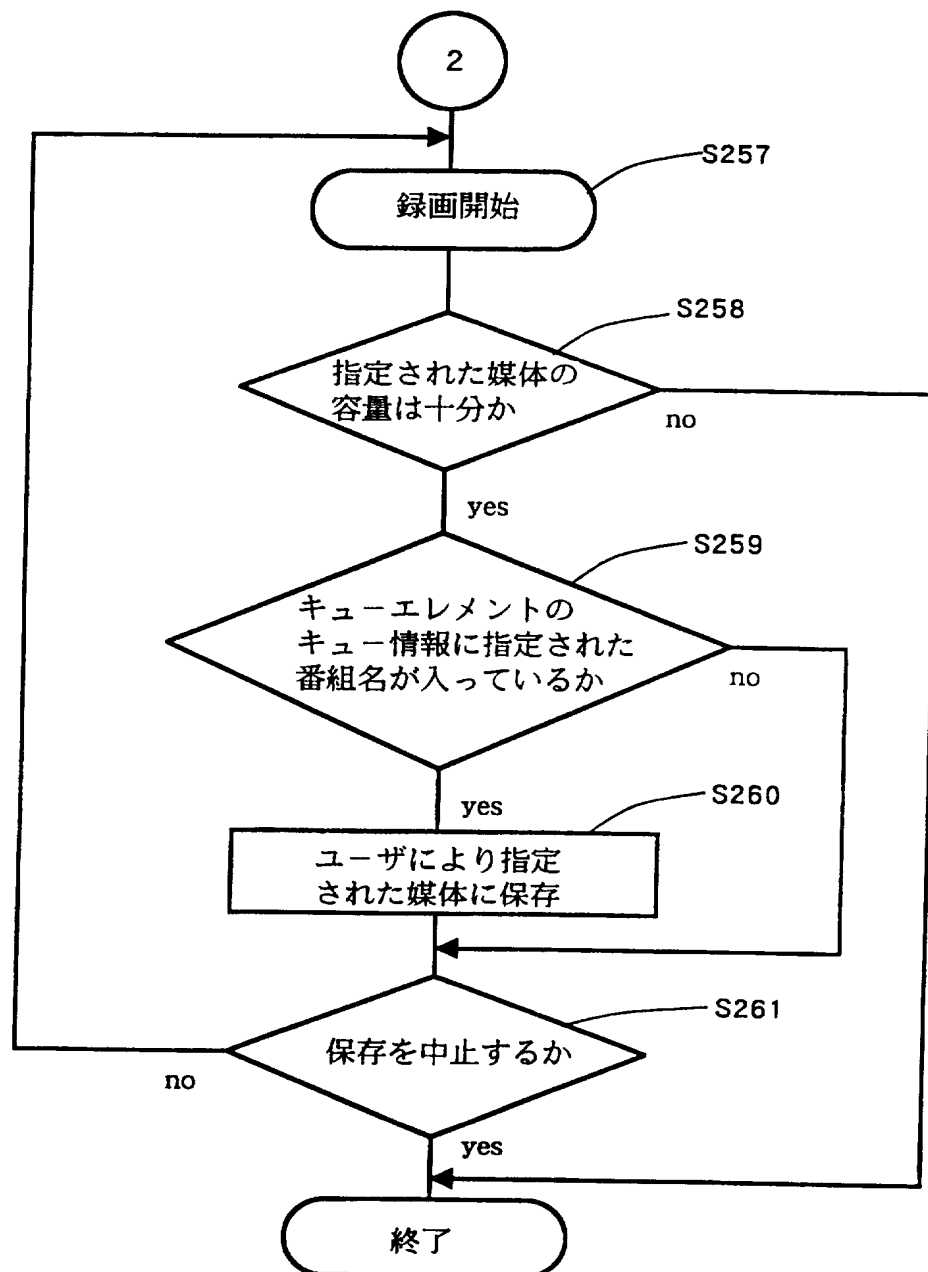 2
S257
録画開始
S258
指定された媒体の
容量は十分か
no
yes
S259
キューエレメントの
キュー情報に指定された
番組名が入っているか
no
yes
S260
ユーザにより指定
された媒体に保存
S261
保存を中止するか
no
yes
終了